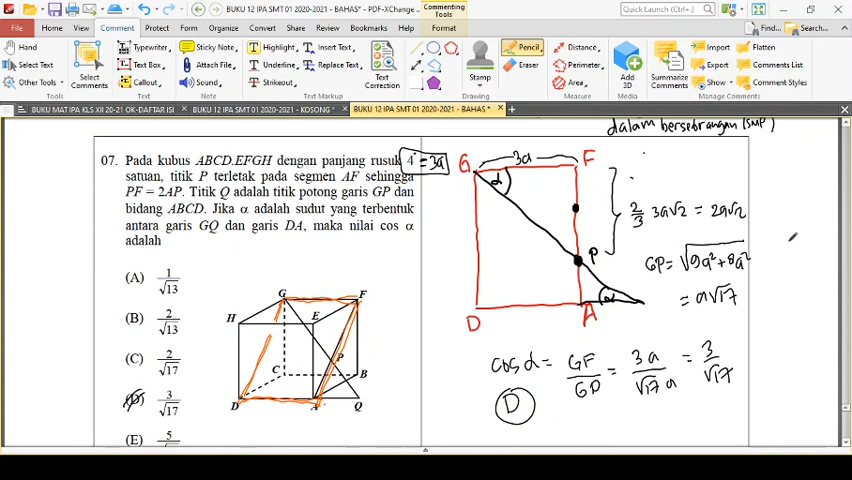 BUKU 12 IPA SMT 01 2020-2021 - BAHAS* - PDF-XChange
Commenting Tools
Quick Launch (Ctrl+.)
File Home View Comment Protect Form Organize Convert Share Review Bookmarks Help Format
Hand
Select Text
Other Tools
Select Comments
Typewriter
Text Box
Callout
Sticky Note
Attach File
Sound
Highlight
Underline
Strikeout
Insert Text
Replace Text
Text Correction
Drawing
Stamp
Pencil
Eraser
Distance
Perimeter
Area
Measure
Add 3D
Summarize Comments
Import
Export
Show
Flatten
Comments List
Comment Styles
Manage Comments
BUKU MAT IPA KLS XII 20-21 OK-DAFTAR ISI
BUKU 12 IPA SMT 01 2020-2021 - KOSONG *
BUKU 12 IPA SMT 01 2020-2021 - BAHAS *
dalam bersebrangan (sup)
07. Pada kubus ABCD.EFGH dengan panjang rusuk 4 = 3a
satuan, titik P terletak pada segmen AF sehingga
PF = 2AP. Titik Q adalah titik potong garis GP dan
bidang ABCD. Jika α adalah sudut yang terbentuk
antara garis GQ dan garis DA, maka nilai cos α
adalah
(A) 1/√13
(B) 2/√13
(C) 2/√17
(D) 3/√17
(E) 5
G F
H E
P
C B
D A Q
G 3a F
α
P
α
D A
2/3 3a√2 = 2a√2
GP = √9a² + 8a²
= a√17
cos α = GF/GP = 3a/√17 a = 3/√17
D